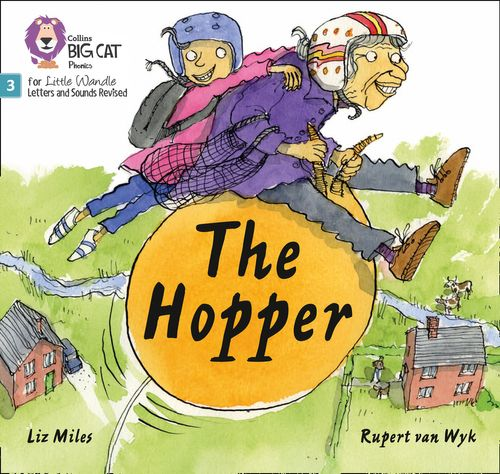 Collins
BIG CAT
Phonics
3
for Little Wandle
Letters and Sounds Revised
The
Hopper
Liz Miles
Rupert van Wyk